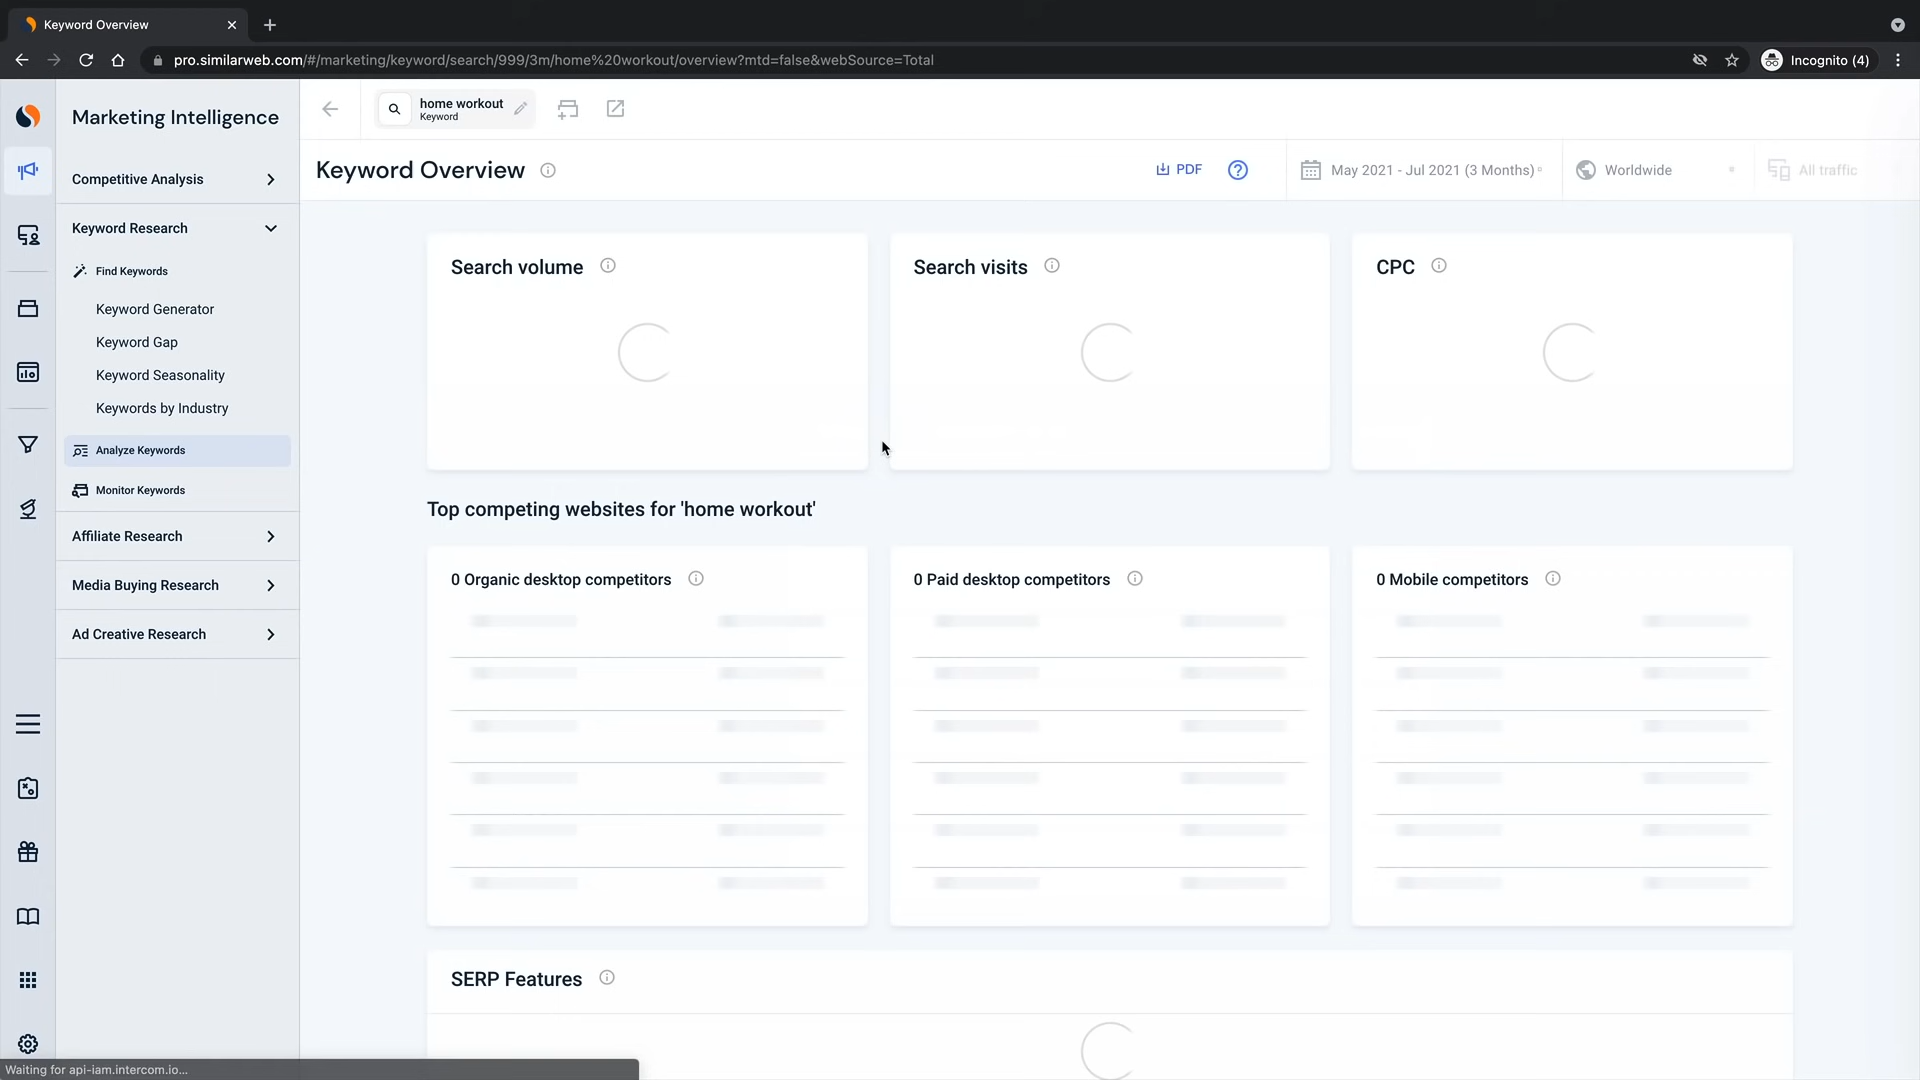 Keyword Overview
pro.similarweb.com/#/marketing/keyword/search/999/3m/home%20workout/overview?mtd=false&webSource=Total
Incognito (4)
Marketing Intelligence
Competitive Analysis
Keyword Research
Find Keywords
Keyword Generator
Keyword Gap
Keyword Seasonality
Keywords by Industry
Analyze Keywords
Monitor Keywords
Affiliate Research
Media Buying Research
Ad Creative Research
home workout
Keyword
Keyword Overview
PDF
May 2021 - Jul 2021 (3 Months)
Worldwide
All traffic
Search volume
Search visits
CPC
Top competing websites for 'home workout'
0 Organic desktop competitors
0 Paid desktop competitors
0 Mobile competitors
SERP Features
Waiting for api-iam.intercom.io...